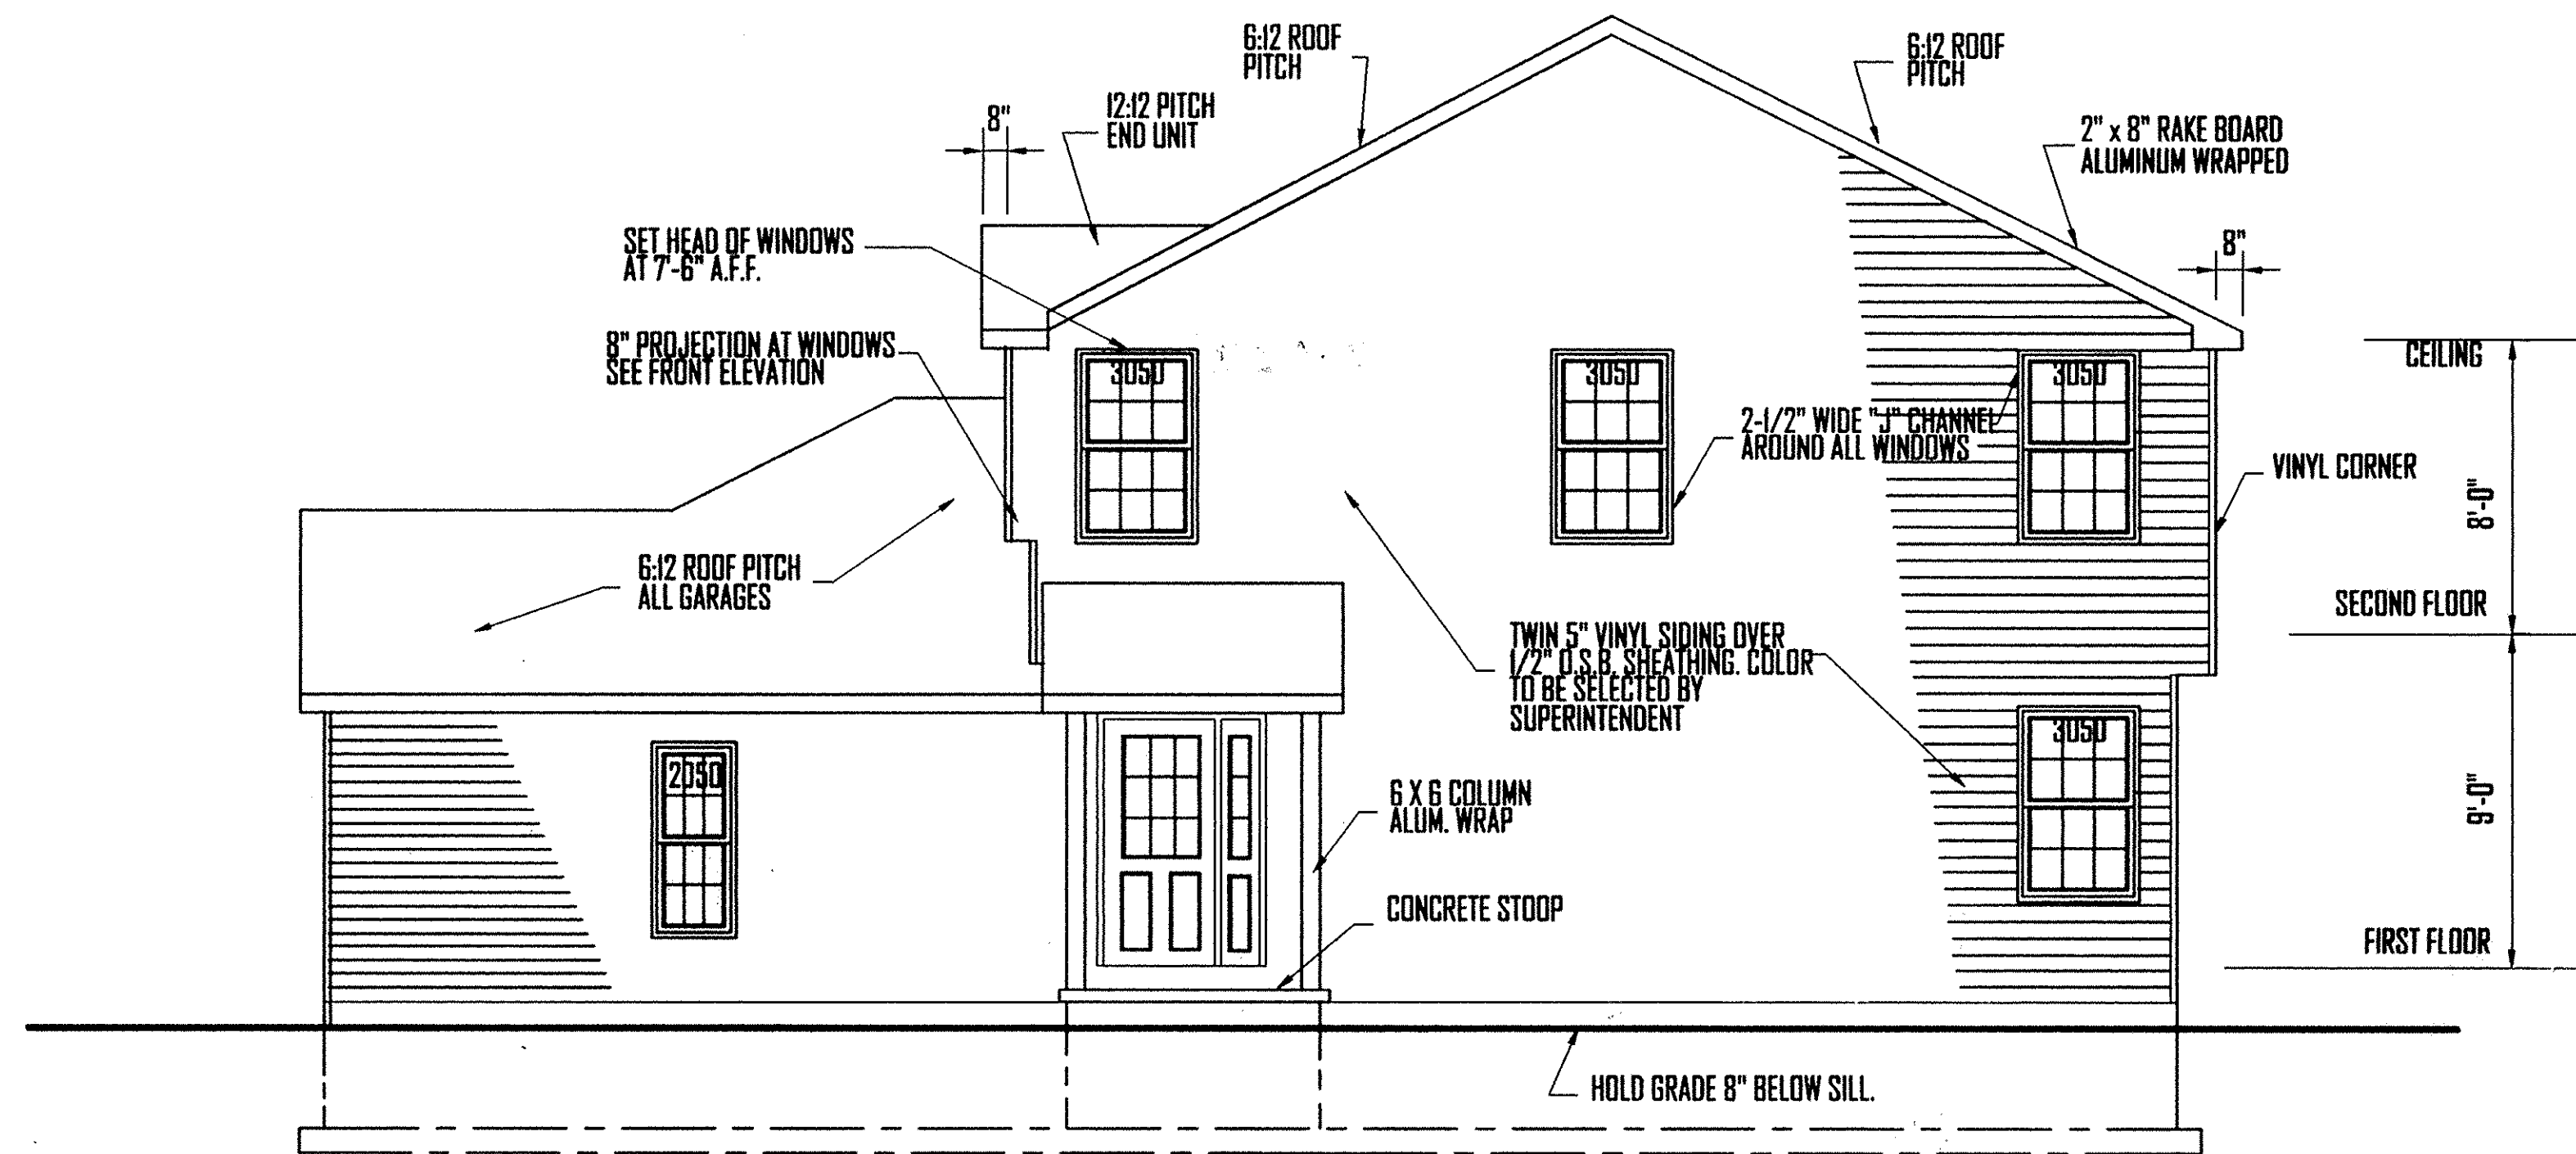 6:12 ROOF
PITCH
6:12 ROOF
PITCH
12:12 PITCH
END UNIT
8"
2" x 8" RAKE BOARD
ALUMINUM WRAPPED
SET HEAD OF WINDOWS
AT 7'-6" A.F.F.
8"
8" PROJECTION AT WINDOWS
SEE FRONT ELEVATION
CEILING
3050
3050
3050
2-1/2" WIDE "J" CHANNEL
AROUND ALL WINDOWS
VINYL CORNER
8'-0"
6:12 ROOF PITCH
ALL GARAGES
SECOND FLOOR
TWIN 5" VINYL SIDING OVER
1/2" O.S.B. SHEATHING. COLOR
TO BE SELECTED BY
SUPERINTENDENT
3050
2050
6 X 6 COLUMN
ALUM. WRAP
9'-0"
CONCRETE STOOP
FIRST FLOOR
HOLD GRADE 8" BELOW SILL.